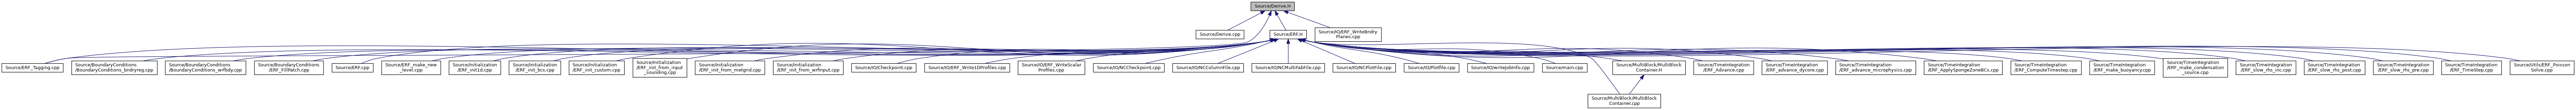 Source/Derive.H
Source/Derive.cpp
Source/ERF.H
Source/IO/ERF_WriteBndry
Planes.cpp
Source/ERF_Tagging.cpp
Source/BoundaryConditions
/BoundaryConditions_bndryreg.cpp
Source/BoundaryConditions
/BoundaryConditions_wrfbdy.cpp
Source/BoundaryConditions
/ERF_FillPatch.cpp
Source/ERF.cpp
Source/ERF_make_new
_level.cpp
Source/Initialization
/ERF_init1d.cpp
Source/Initialization
/ERF_init_bcs.cpp
Source/Initialization
/ERF_init_custom.cpp
Source/Initialization
/ERF_init_from_input
_sounding.cpp
Source/Initialization
/ERF_init_from_metgrid.cpp
Source/Initialization
/ERF_init_from_wrfinput.cpp
Source/IO/Checkpoint.cpp
Source/IO/ERF_Write1DProfiles.cpp
Source/IO/ERF_WriteScalar
Profiles.cpp
Source/IO/NCCheckpoint.cpp
Source/IO/NCColumnFile.cpp
Source/IO/NCMultiFabFile.cpp
Source/IO/NCPlotFile.cpp
Source/IO/Plotfile.cpp
Source/IO/writeJobInfo.cpp
Source/main.cpp
Source/MultiBlock/MultiBlock
Container.H
Source/TimeIntegration
/ERF_Advance.cpp
Source/TimeIntegration
/ERF_advance_dycore.cpp
Source/TimeIntegration
/ERF_advance_microphysics.cpp
Source/TimeIntegration
/ERF_ApplySpongeZoneBCs.cpp
Source/TimeIntegration
/ERF_ComputeTimestep.cpp
Source/TimeIntegration
/ERF_make_buoyancy.cpp
Source/TimeIntegration
/ERF_make_condensation
_source.cpp
Source/TimeIntegration
/ERF_slow_rhs_inc.cpp
Source/TimeIntegration
/ERF_slow_rhs_post.cpp
Source/TimeIntegration
/ERF_slow_rhs_pre.cpp
Source/TimeIntegration
/ERF_TimeStep.cpp
Source/Utils/ERF_Poisson
Solve.cpp
Source/MultiBlock/MultiBlock
Container.cpp